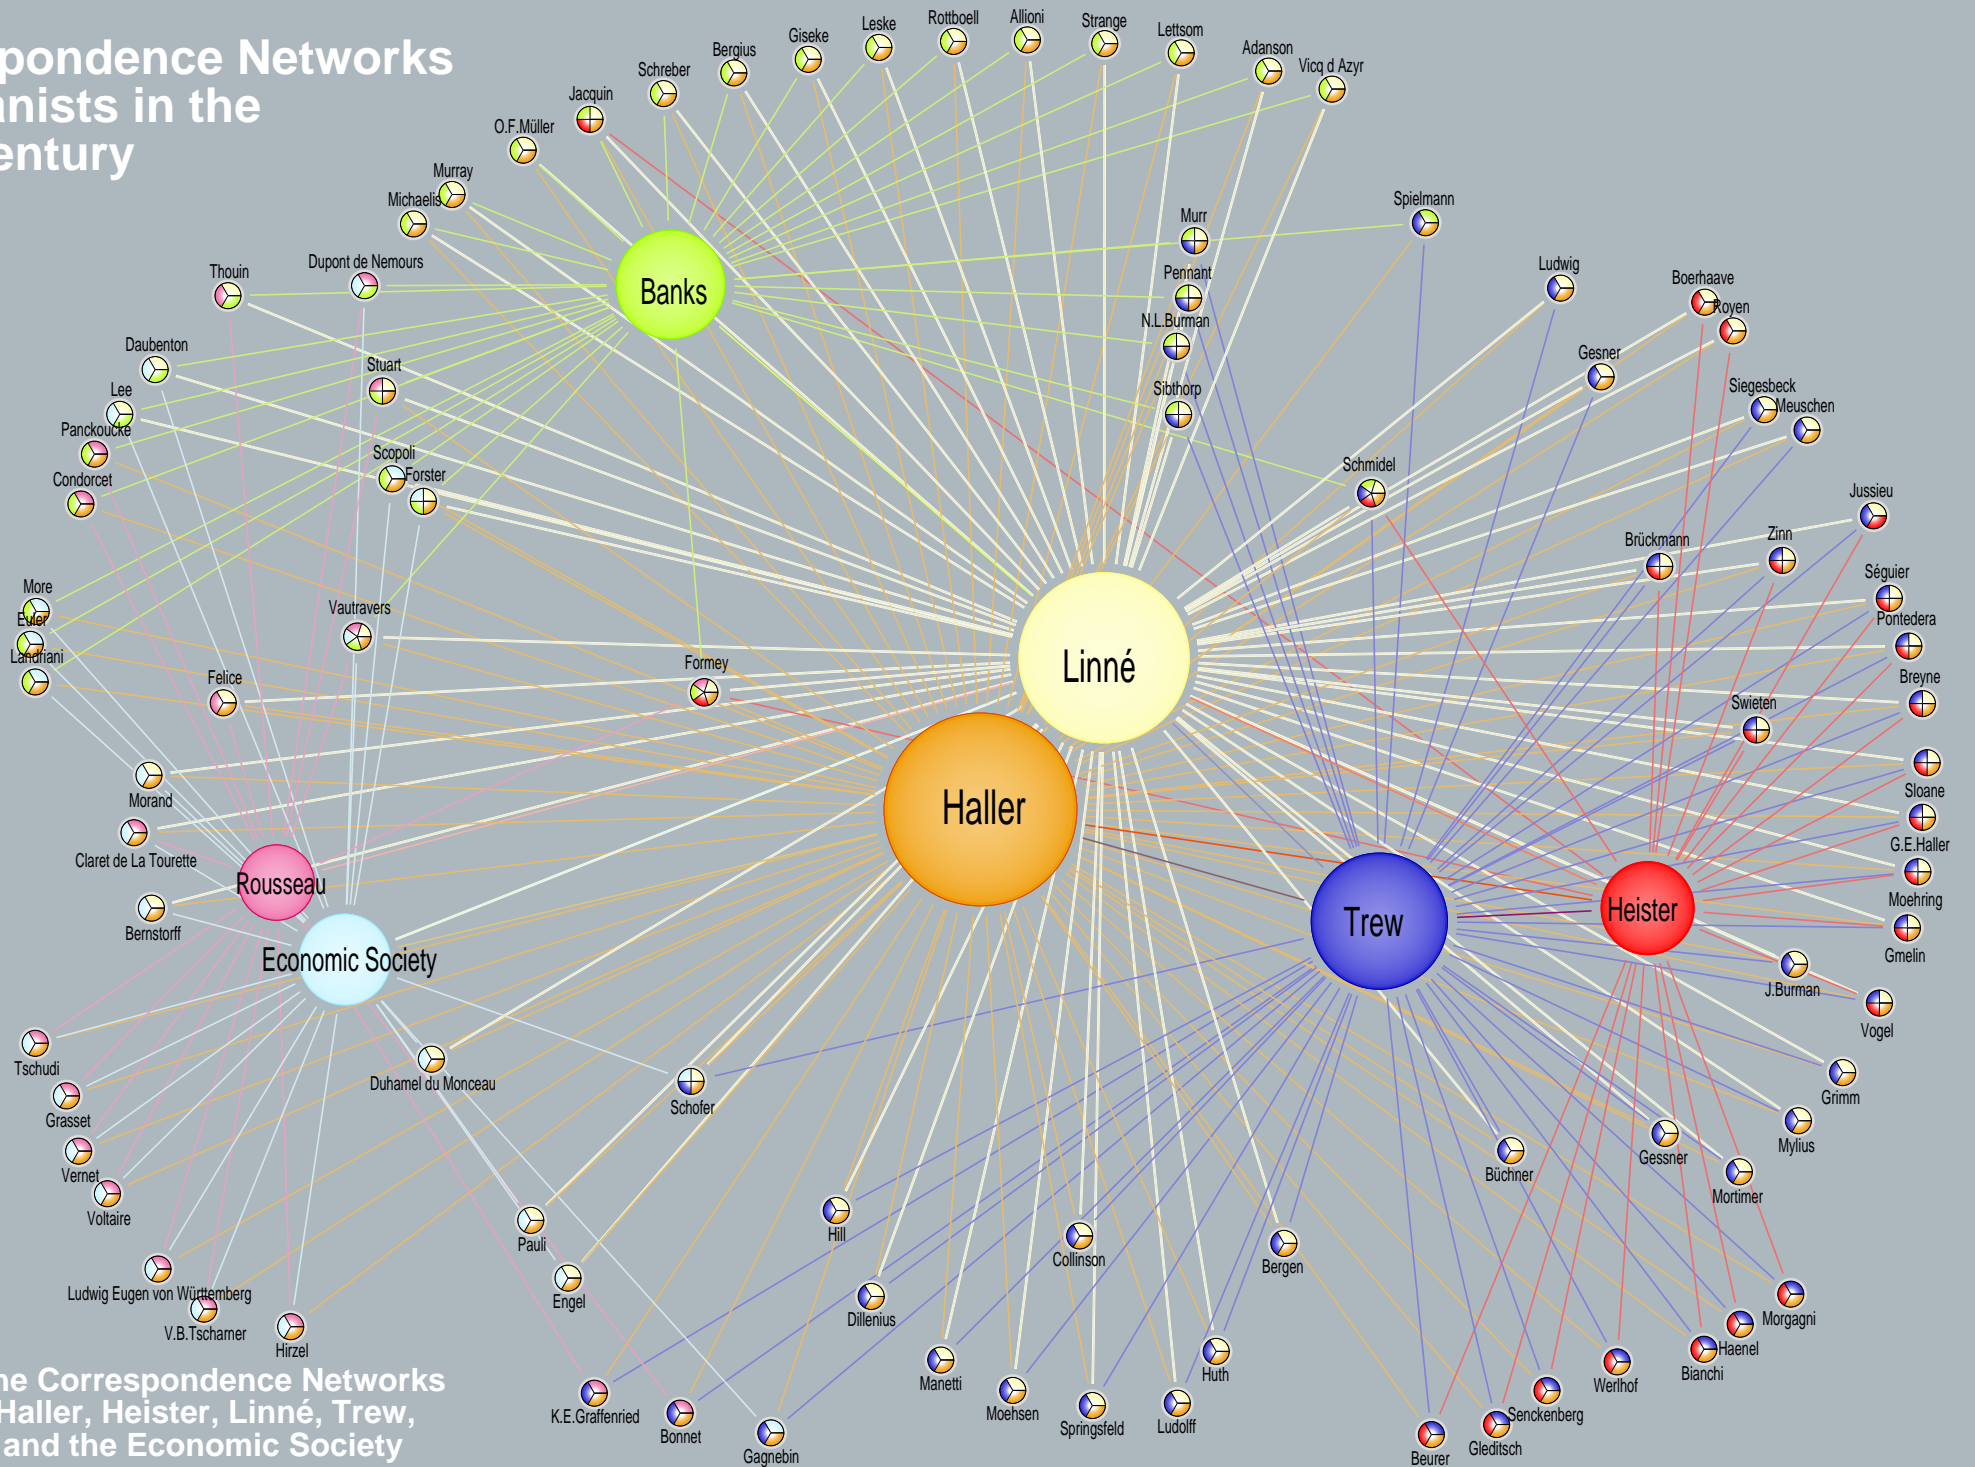 pondence Networks
nists in the
entury
Leske
Rottboell
Allioni
Strange
Lettsom
Giseke
Bergius
Adanson
Vicq d Azyr
Schreber
Jacquin
O.F.Müller
Murray
Michaelis
Spielmann
Murr
Thouin
Dupont de Nemours
Banks
Pennant
Ludwig
Boerhaave
Royen
N.L.Burman
Daubenton
Stuart
Gesner
Lee
Sibthorp
Siegesbeck
Meuschen
Panckoucke
Scopoli
Forster
Schmidel
Condorcet
Jussieu
Brückmann
Zinn
Séguier
More
Euler
Vautravers
Pontedera
Landriani
Felice
Formey
Linné
Breyne
Swieten
Morand
Haller
Sloane
Claret de La Tourette
G.E.Haller
Rousseau
Moehring
Bernstorff
Trew
Heister
Economic Society
Gmelin
J.Burman
Vogel
Tschudi
Duhamel du Monceau
Schofer
Grimm
Grasset
Mylius
Vernet
Gessner
Büchner
Mortimer
Voltaire
Pauli
Hill
Collinson
Bergen
Ludwig Eugen von Württemberg
Engel
Dillenius
V.B.Tscharner
Hirzel
Morgagni
Haenel
Bianchi
Huth
Manetti
Werlhof
ne Correspondence Networks
Haller, Heister, Linné, Trew,
and the Economic Society
K.E.Graffenried
Bonnet
Gagnebin
Moehsen
Springsfeld
Ludolff
Senckenberg
Gleditsch
Beurer